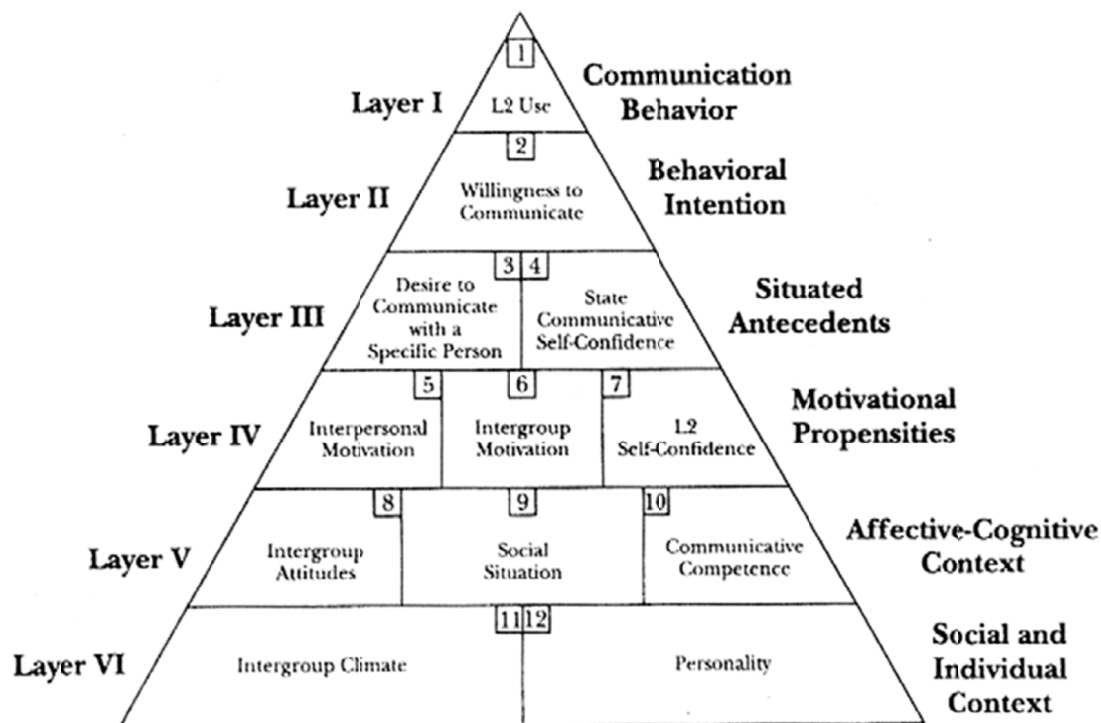 1
Layer I
L2 Use
Communication
Behavior
2
Layer II
Willingness to
Communicate
Behavioral
Intention
3 4
Layer III
Desire to
Communicate
with a
Specific Person
State
Communicative
Self-Confidence
Situated
Antecedents
5 6 7
Layer IV
Interpersonal
Motivation
Intergroup
Motivation
L2
Self-Confidence
Motivational
Propensities
8 9 10
Layer V
Intergroup
Attitudes
Social
Situation
Communicative
Competence
Affective-Cognitive
Context
11 12
Layer VI
Intergroup Climate
Personality
Social and
Individual
Context